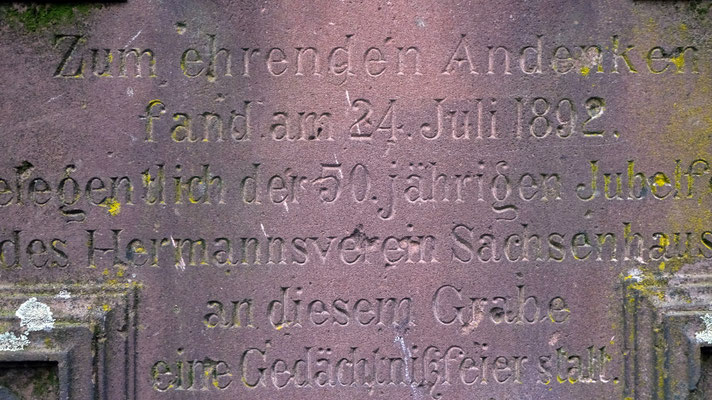 Zum ehrenden Andenken
fand am 24. Juli 1892.
elegentlich der 50. jährigen Jubelfe
des Hermannsverein Sachsenhaus
an diesem Grabe
eine Gedächtnißfeier statt.